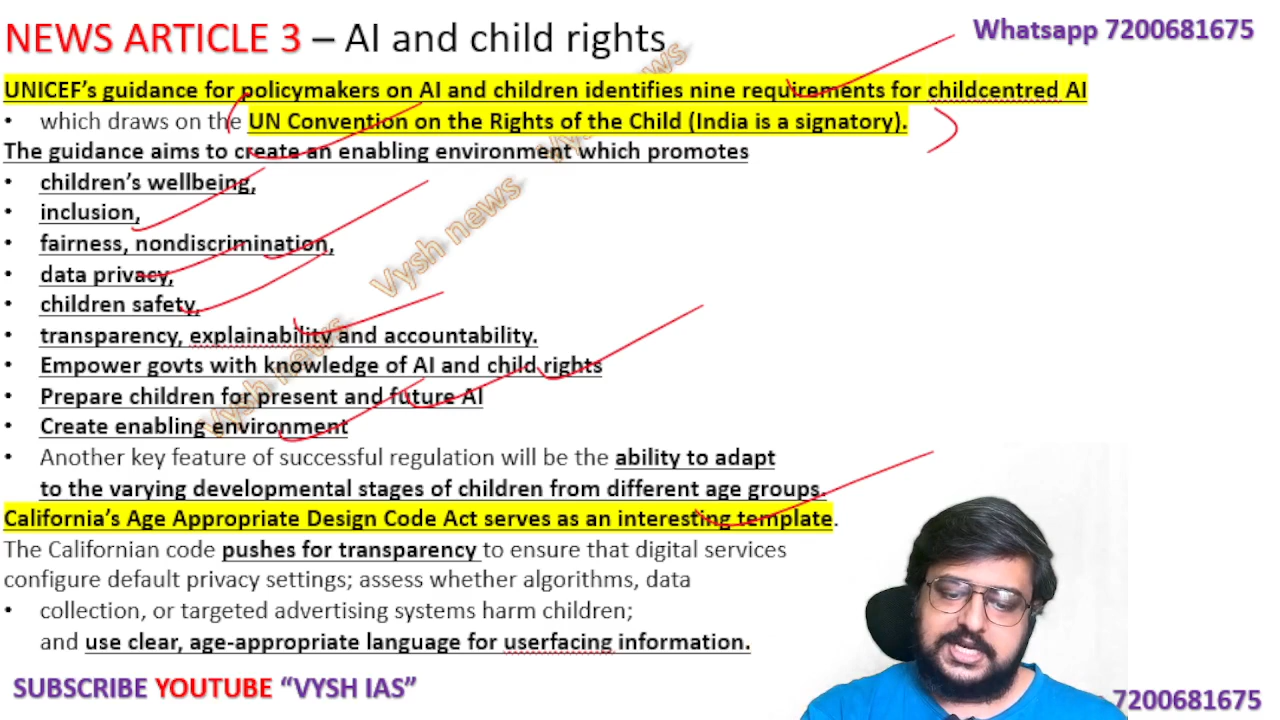 NEWS ARTICLE 3 – AI and child rights
Whatsapp 7200681675
UNICEF's guidance for policymakers on AI and children identifies nine requirements for childcentred AI
• which draws on the UN Convention on the Rights of the Child (India is a signatory).
The guidance aims to create an enabling environment which promotes
• children's wellbeing,
• inclusion,
• fairness, nondiscrimination,
• data privacy,
• children safety,
• transparency, explainability and accountability.
• Empower govts with knowledge of AI and child rights
• Prepare children for present and future AI
• Create enabling environment
• Another key feature of successful regulation will be the ability to adapt
to the varying developmental stages of children from different age groups.
California's Age Appropriate Design Code Act serves as an interesting template.
The Californian code pushes for transparency to ensure that digital services
configure default privacy settings; assess whether algorithms, data
• collection, or targeted advertising systems harm children;
and use clear, age-appropriate language for userfacing information.
SUBSCRIBE YOUTUBE “VYSH IAS”
7200681675
Vysh news
Vysh news
Vysh news